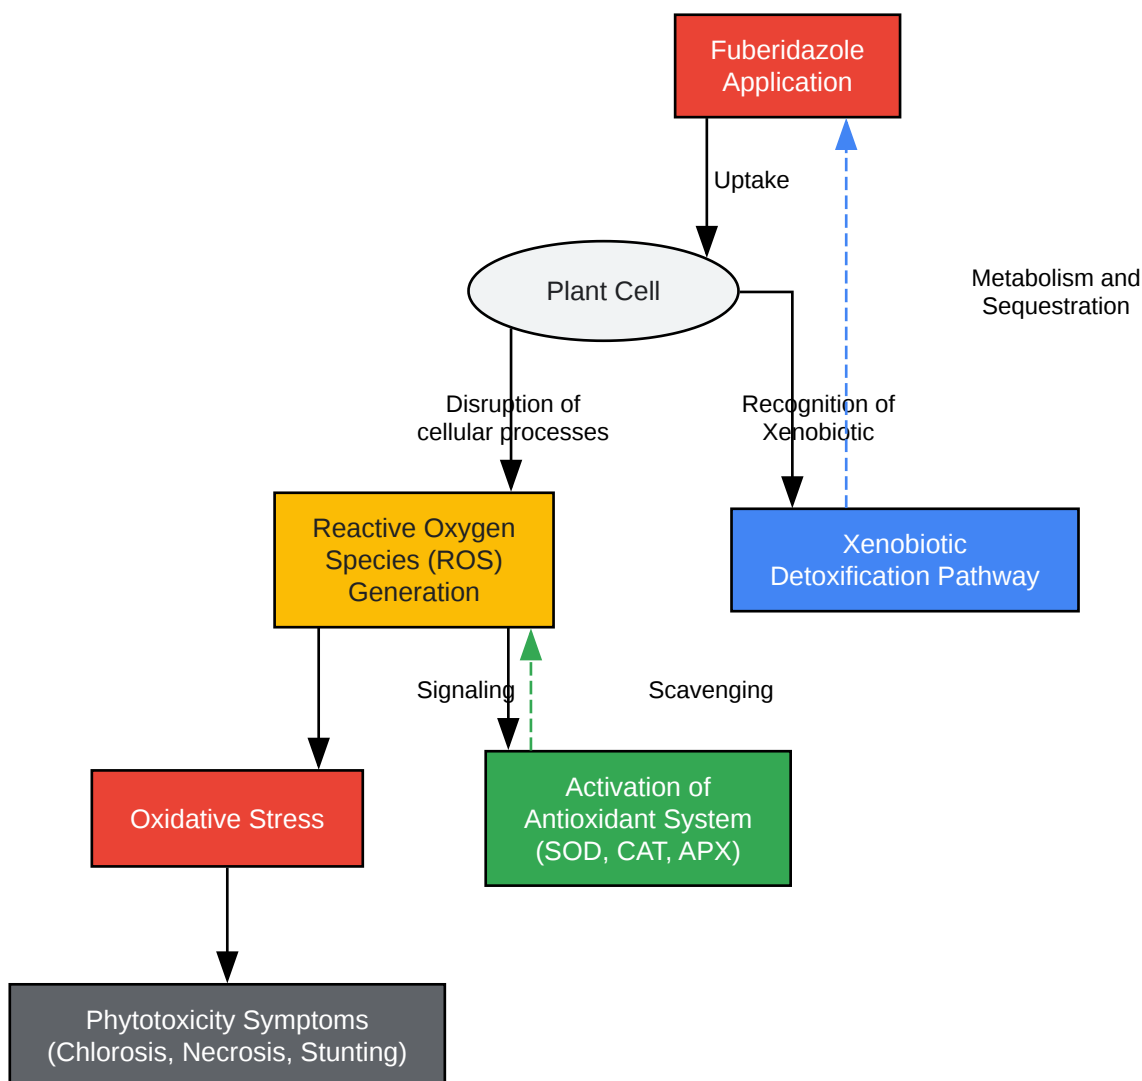 Fuberidazole
Application
Uptake
Metabolism and
Sequestration
Plant Cell
Disruption of
cellular processes
Recognition of
Xenobiotic
Reactive Oxygen
Species (ROS)
Generation
Xenobiotic
Detoxification Pathway
Signaling
Scavenging
Oxidative Stress
Activation of
Antioxidant System
(SOD, CAT, APX)
Phytotoxicity Symptoms
(Chlorosis, Necrosis, Stunting)